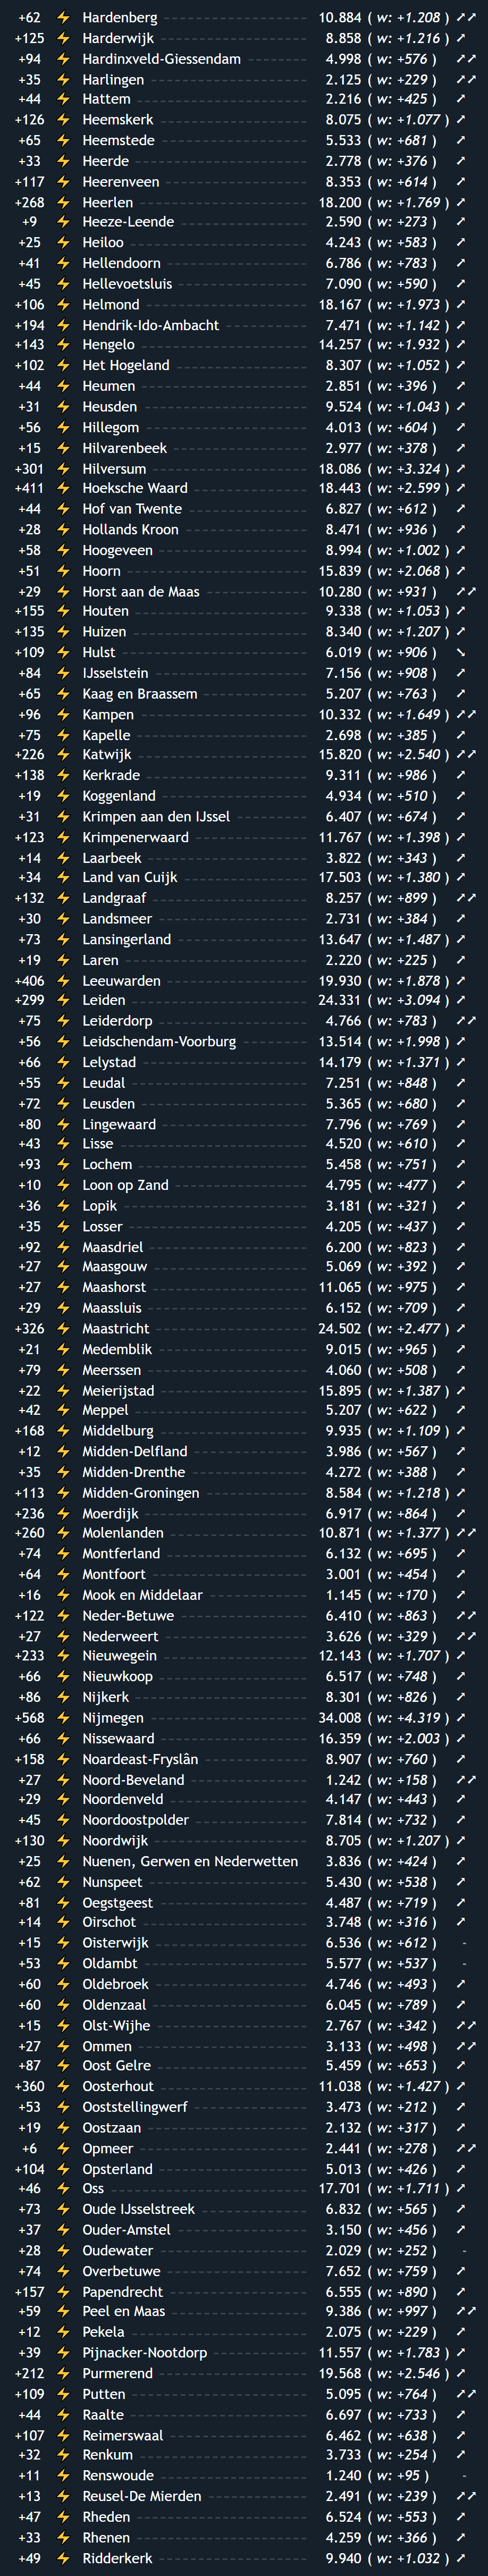 +62 ⚡ Hardenberg 10.884 ( w: +1.208 ) ↗↗
+125 ⚡ Harderwijk 8.858 ( w: +1.216 ) ↗
+94 ⚡ Hardinxveld-Giessendam 4.998 ( w: +576 ) ↗↗
+35 ⚡ Harlingen 2.125 ( w: +229 ) ↗↗
+44 ⚡ Hattem 2.216 ( w: +425 ) ↗
+126 ⚡ Heemskerk 8.075 ( w: +1.077 ) ↗
+65 ⚡ Heemstede 5.533 ( w: +681 ) ↗
+33 ⚡ Heerde 2.778 ( w: +376 ) ↗
+117 ⚡ Heerenveen 8.353 ( w: +614 ) ↗
+268 ⚡ Heerlen 18.200 ( w: +1.769 ) ↗
+9 ⚡ Heeze-Leende 2.590 ( w: +273 ) ↗
+25 ⚡ Heiloo 4.243 ( w: +583 ) ↗
+41 ⚡ Hellendoorn 6.786 ( w: +783 ) ↗
+45 ⚡ Hellevoetsluis 7.090 ( w: +590 ) ↗
+106 ⚡ Helmond 18.167 ( w: +1.973 ) ↗
+194 ⚡ Hendrik-Ido-Ambacht 7.471 ( w: +1.142 ) ↗
+143 ⚡ Hengelo 14.257 ( w: +1.932 ) ↗
+102 ⚡ Het Hogeland 8.307 ( w: +1.052 ) ↗
+44 ⚡ Heumen 2.851 ( w: +396 ) ↗
+31 ⚡ Heusden 9.524 ( w: +1.043 ) ↗
+56 ⚡ Hillegom 4.013 ( w: +604 ) ↗
+15 ⚡ Hilvarenbeek 2.977 ( w: +378 ) ↗
+301 ⚡ Hilversum 18.086 ( w: +3.324 ) ↗
+411 ⚡ Hoeksche Waard 18.443 ( w: +2.599 ) ↗
+44 ⚡ Hof van Twente 6.827 ( w: +612 ) ↗
+28 ⚡ Hollands Kroon 8.471 ( w: +936 ) ↗
+58 ⚡ Hoogeveen 8.994 ( w: +1.002 ) ↗
+51 ⚡ Hoorn 15.839 ( w: +2.068 ) ↗
+29 ⚡ Horst aan de Maas 10.280 ( w: +931 ) ↗↗
+155 ⚡ Houten 9.338 ( w: +1.053 ) ↗
+135 ⚡ Huizen 8.340 ( w: +1.207 ) ↗
+109 ⚡ Hulst 6.019 ( w: +906 ) ↘
+84 ⚡ IJsselstein 7.156 ( w: +908 ) ↗
+65 ⚡ Kaag en Braassem 5.207 ( w: +763 ) ↗
+96 ⚡ Kampen 10.332 ( w: +1.649 ) ↗↗
+75 ⚡ Kapelle 2.698 ( w: +385 ) ↗
+226 ⚡ Katwijk 15.820 ( w: +2.540 ) ↗↗
+138 ⚡ Kerkrade 9.311 ( w: +986 ) ↗
+19 ⚡ Koggenland 4.934 ( w: +510 ) ↗
+31 ⚡ Krimpen aan den IJssel 6.407 ( w: +674 ) ↗
+123 ⚡ Krimpenerwaard 11.767 ( w: +1.398 ) ↗
+14 ⚡ Laarbeek 3.822 ( w: +343 ) ↗
+34 ⚡ Land van Cuijk 17.503 ( w: +1.380 ) ↗
+132 ⚡ Landgraaf 8.257 ( w: +899 ) ↗↗
+30 ⚡ Landsmeer 2.731 ( w: +384 ) ↗
+73 ⚡ Lansingerland 13.647 ( w: +1.487 ) ↗
+19 ⚡ Laren 2.220 ( w: +225 ) ↗
+406 ⚡ Leeuwarden 19.930 ( w: +1.878 ) ↗
+299 ⚡ Leiden 24.331 ( w: +3.094 ) ↗
+75 ⚡ Leiderdorp 4.766 ( w: +783 ) ↗↗
+56 ⚡ Leidschendam-Voorburg 13.514 ( w: +1.998 ) ↗
+66 ⚡ Lelystad 14.179 ( w: +1.371 ) ↗
+55 ⚡ Leudal 7.251 ( w: +848 ) ↗
+72 ⚡ Leusden 5.365 ( w: +680 ) ↗
+80 ⚡ Lingewaard 7.796 ( w: +769 ) ↗
+43 ⚡ Lisse 4.520 ( w: +610 ) ↗
+93 ⚡ Lochem 5.458 ( w: +751 ) ↗
+10 ⚡ Loon op Zand 4.795 ( w: +477 ) ↗
+36 ⚡ Lopik 3.181 ( w: +321 ) ↗
+35 ⚡ Losser 4.205 ( w: +437 ) ↗
+92 ⚡ Maasdriel 6.200 ( w: +823 ) ↗
+27 ⚡ Maasgouw 5.069 ( w: +392 ) ↗
+27 ⚡ Maashorst 11.065 ( w: +975 ) ↗
+29 ⚡ Maassluis 6.152 ( w: +709 ) ↗
+326 ⚡ Maastricht 24.502 ( w: +2.477 ) ↗
+21 ⚡ Medemblik 9.015 ( w: +965 ) ↗
+79 ⚡ Meerssen 4.060 ( w: +508 ) ↗
+22 ⚡ Meierijstad 15.895 ( w: +1.387 ) ↗
+42 ⚡ Meppel 5.207 ( w: +622 ) ↗
+168 ⚡ Middelburg 9.935 ( w: +1.109 ) ↗
+12 ⚡ Midden-Delfland 3.986 ( w: +567 ) ↗
+35 ⚡ Midden-Drenthe 4.272 ( w: +388 ) ↗
+113 ⚡ Midden-Groningen 8.584 ( w: +1.218 ) ↗
+236 ⚡ Moerdijk 6.917 ( w: +864 ) ↗
+260 ⚡ Molenlanden 10.871 ( w: +1.377 ) ↗↗
+74 ⚡ Montferland 6.132 ( w: +695 ) ↗
+64 ⚡ Montfoort 3.001 ( w: +454 ) ↗
+16 ⚡ Mook en Middelaar 1.145 ( w: +170 ) ↗
+122 ⚡ Neder-Betuwe 6.410 ( w: +863 ) ↗↗
+27 ⚡ Nederweert 3.626 ( w: +329 ) ↗↗
+233 ⚡ Nieuwegein 12.143 ( w: +1.707 ) ↗
+66 ⚡ Nieuwkoop 6.517 ( w: +748 ) ↗
+86 ⚡ Nijkerk 8.301 ( w: +826 ) ↗
+568 ⚡ Nijmegen 34.008 ( w: +4.319 ) ↗
+66 ⚡ Nissewaard 16.359 ( w: +2.003 ) ↗
+158 ⚡ Noardeast-Fryslân 8.907 ( w: +760 ) ↗
+27 ⚡ Noord-Beveland 1.242 ( w: +158 ) ↗↗
+29 ⚡ Noordenveld 4.147 ( w: +443 ) ↗
+45 ⚡ Noordoostpolder 7.814 ( w: +732 ) ↗
+130 ⚡ Noordwijk 8.705 ( w: +1.207 ) ↗
+25 ⚡ Nuenen, Gerwen en Nederwetten 3.836 ( w: +424 ) ↗
+62 ⚡ Nunspeet 5.430 ( w: +538 ) ↗
+81 ⚡ Oegstgeest 4.487 ( w: +719 ) ↗
+14 ⚡ Oirschot 3.748 ( w: +316 ) ↗
+15 ⚡ Oisterwijk 6.536 ( w: +612 ) -
+53 ⚡ Oldambt 5.577 ( w: +537 ) -
+60 ⚡ Oldebroek 4.746 ( w: +493 ) ↗
+60 ⚡ Oldenzaal 6.045 ( w: +789 ) ↗
+15 ⚡ Olst-Wijhe 2.767 ( w: +342 ) ↗↗
+27 ⚡ Ommen 3.133 ( w: +498 ) ↗↗
+87 ⚡ Oost Gelre 5.459 ( w: +653 ) ↗
+360 ⚡ Oosterhout 11.038 ( w: +1.427 ) ↗
+53 ⚡ Ooststellingwerf 3.473 ( w: +212 ) ↗
+19 ⚡ Oostzaan 2.132 ( w: +317 ) ↗
+6 ⚡ Opmeer 2.441 ( w: +278 ) ↗↗
+104 ⚡ Opsterland 5.013 ( w: +426 ) ↗
+46 ⚡ Oss 17.701 ( w: +1.711 ) ↗
+73 ⚡ Oude IJsselstreek 6.832 ( w: +565 ) ↗
+37 ⚡ Ouder-Amstel 3.150 ( w: +456 ) ↗
+28 ⚡ Oudewater 2.029 ( w: +252 ) -
+74 ⚡ Overbetuwe 7.652 ( w: +759 ) ↗
+157 ⚡ Papendrecht 6.555 ( w: +890 ) ↗
+59 ⚡ Peel en Maas 9.386 ( w: +997 ) ↗↗
+12 ⚡ Pekela 2.075 ( w: +229 ) ↗
+39 ⚡ Pijnacker-Nootdorp 11.557 ( w: +1.783 ) ↗
+212 ⚡ Purmerend 19.568 ( w: +2.546 ) ↗
+109 ⚡ Putten 5.095 ( w: +764 ) ↗↗
+44 ⚡ Raalte 6.697 ( w: +733 ) ↗
+107 ⚡ Reimerswaal 6.462 ( w: +638 ) ↗
+32 ⚡ Renkum 3.733 ( w: +254 ) ↗
+11 ⚡ Renswoude 1.240 ( w: +95 ) -
+13 ⚡ Reusel-De Mierden 2.491 ( w: +239 ) ↗↗
+47 ⚡ Rheden 6.524 ( w: +553 ) ↗
+33 ⚡ Rhenen 4.259 ( w: +366 ) ↗
+49 ⚡ Ridderkerk 9.940 ( w: +1.032 ) ↗